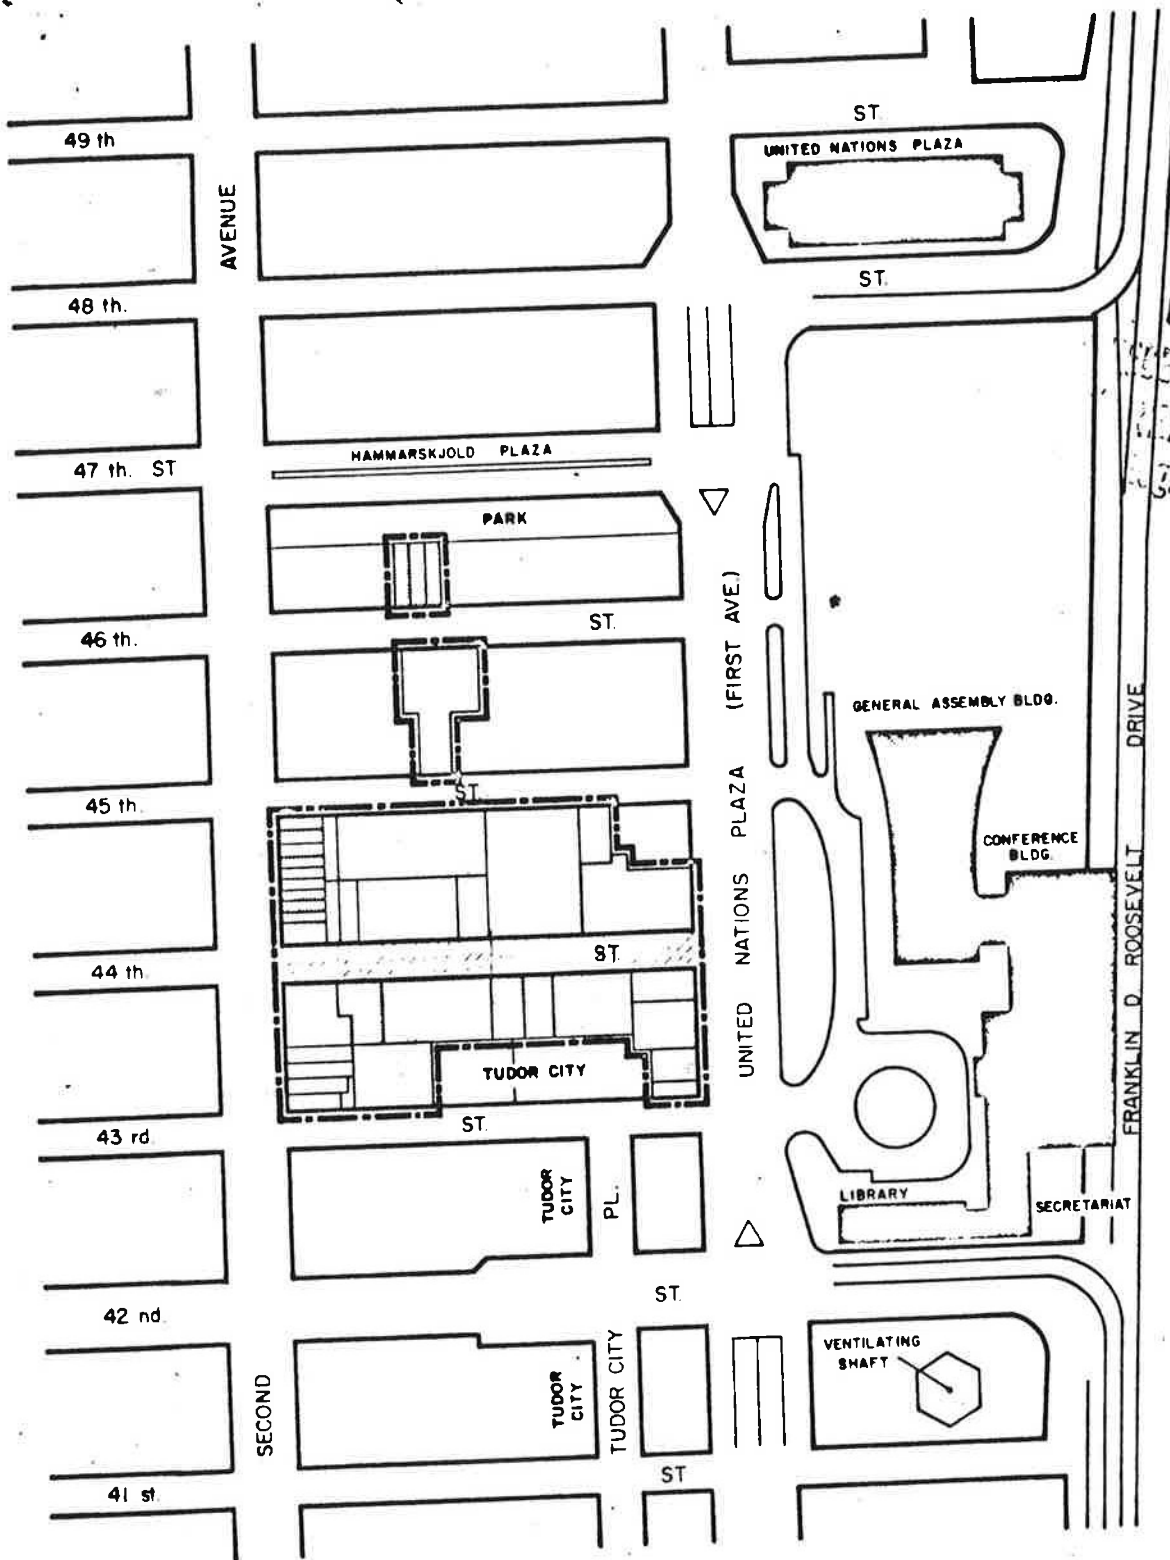 49 th
ST.
UNITED NATIONS PLAZA
AVENUE
48 th.
ST.
HAMMARSKJOLD PLAZA
47 th. ST
PARK
46 th.
ST.
UNITED NATIONS PLAZA (FIRST AVE.)
GENERAL ASSEMBLY BLDG.
45 th.
ST.
CONFERENCE
BLDG.
FRANKLIN D. ROOSEVELT DRIVE
44 th.
ST.
TUDOR CITY
43 rd.
ST.
TUDOR
CITY
PL.
LIBRARY
SECRETARIAT
42 nd.
ST.
VENTILATING
SHAFT
SECOND
TUDOR
CITY
TUDOR CITY
41 st.
ST